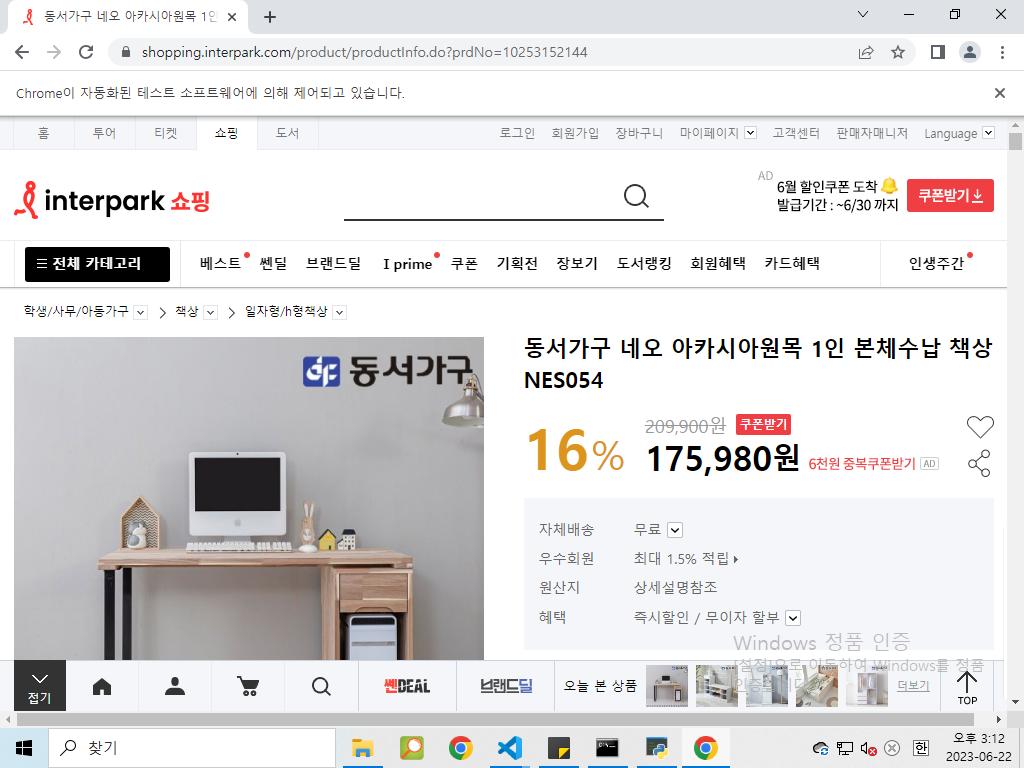 동서가구 네오 아카시아원목 1인
shopping.interpark.com/product/productInfo.do?prdNo=10253152144
Chrome이 자동화된 테스트 소프트웨어에 의해 제어되고 있습니다.
홈 투어 티켓 쇼핑 도서 로그인 회원가입 장바구니 마이페이지 고객센터 판매자매니저 Language
interpark 쇼핑
AD 6월 할인쿠폰 도착
발급기간 : ~6/30 까지
쿠폰받기
전체 카테고리 베스트 쎈딜 브랜드딜 I prime 쿠폰 기획전 장보기 도서랭킹 회원혜택 카드혜택 인생주간
학생/사무/아동가구 책상 일자형/h형책상
동서가구
동서가구 네오 아카시아원목 1인 본체수납 책상
NES054
16%
209,900원 쿠폰받기
175,980원 6천원 중복쿠폰받기 AD
자체배송 무료
우수회원 최대 1.5% 적립
원산지 상세설명참조
혜택 즉시할인 / 무이자 할부
Windows 정품 인증
[설정]으로 이동하여 Windows를 정품
접기
쎈DEAL
브랜드딜
오늘 본 상품
더보기
TOP
찾기
한
오후 3:12
2023-06-22